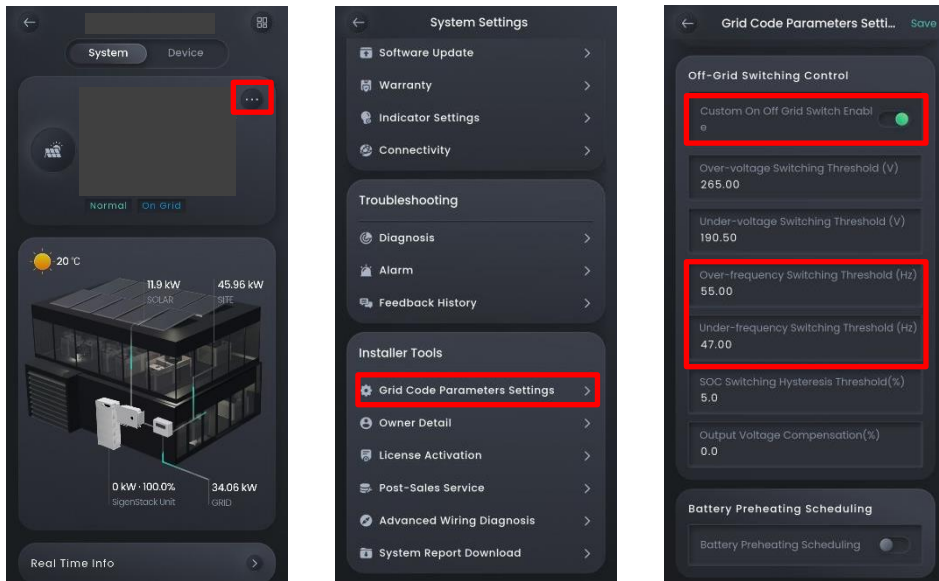 System
Device
Normal
On Grid
20 ℃
11.9 kW
SOLAR
45.96 kW
SITE
0 kW · 100.0%
SigenStack Unit
34.06 kW
GRID
Real Time Info
System Settings
Software Update
Warranty
Indicator Settings
Connectivity
Troubleshooting
Diagnosis
Alarm
Feedback History
Installer Tools
Grid Code Parameters Settings
Owner Detail
License Activation
Post-Sales Service
Advanced Wiring Diagnosis
System Report Download
Grid Code Parameters Setti...
Save
Off-Grid Switching Control
Custom On Off Grid Switch Enabl
e
Over-voltage Switching Threshold (V)
265.00
Under-voltage Switching Threshold (V)
190.50
Over-frequency Switching Threshold (Hz)
55.00
Under-frequency Switching Threshold (Hz)
47.00
SOC Switching Hysteresis Threshold(%)
5.0
Output Voltage Compensation(%)
0.0
Battery Preheating Scheduling
Battery Preheating Scheduling